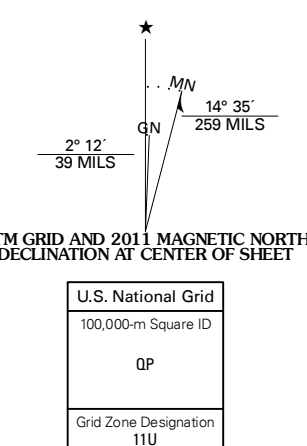 ★
MN
14° 35´
259 MILS
GN
2° 12´
39 MILS
TM GRID AND 2011 MAGNETIC NORTH
DECLINATION AT CENTER OF SHEET
U.S. National Grid
100,000-m Square ID
QP
Grid Zone Designation
11U